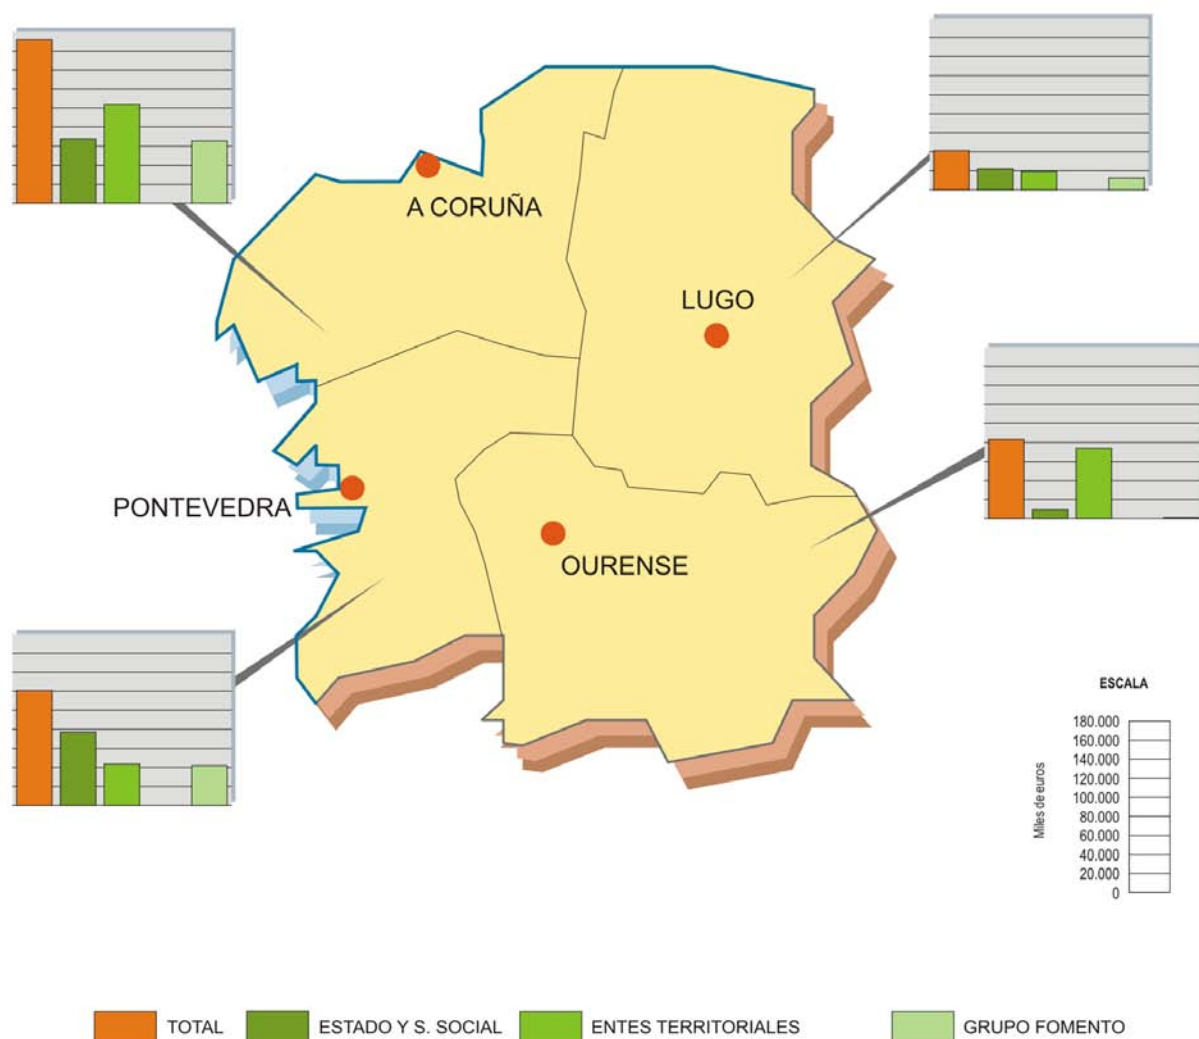 A CORUÑA
LUGO
PONTEVEDRA
OURENSE
ESCALA
Miles de euros
180.000
160.000
140.000
120.000
100.000
80.000
60.000
40.000
20.000
0
TOTAL
ESTADO Y S. SOCIAL
ENTES TERRITORIALES
GRUPO FOMENTO